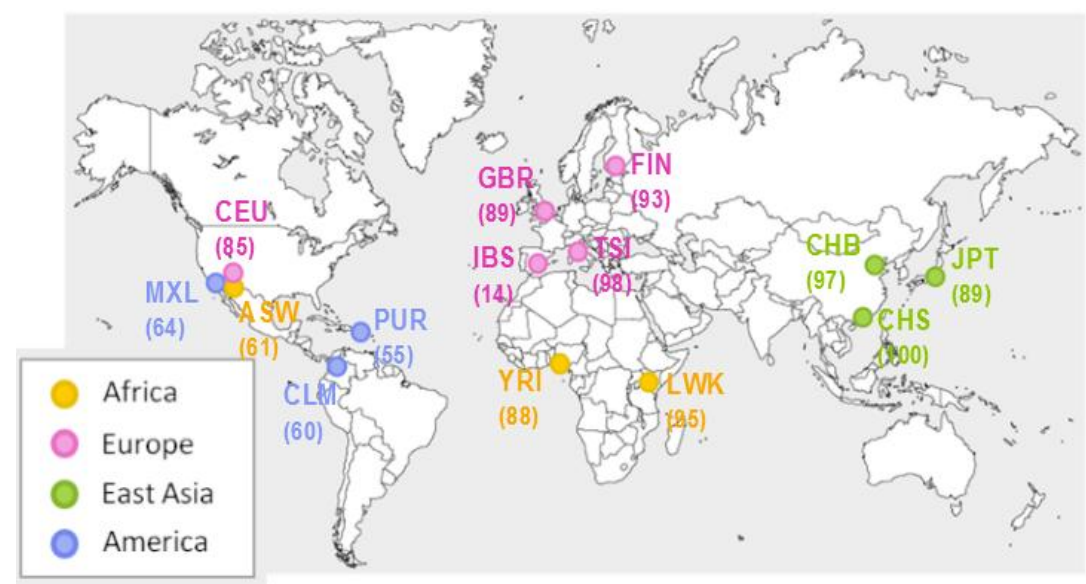 FIN
(93)
GBR
(89)
CEU
(85)
IBS
(14)
TSI
(98)
CHB
(97)
JPT
(89)
MXL
(64)
ASW
(61)
PUR
(55)
CHS
(100)
CLM
(60)
YRI
(88)
LWK
(95)
Africa
Europe
East Asia
America